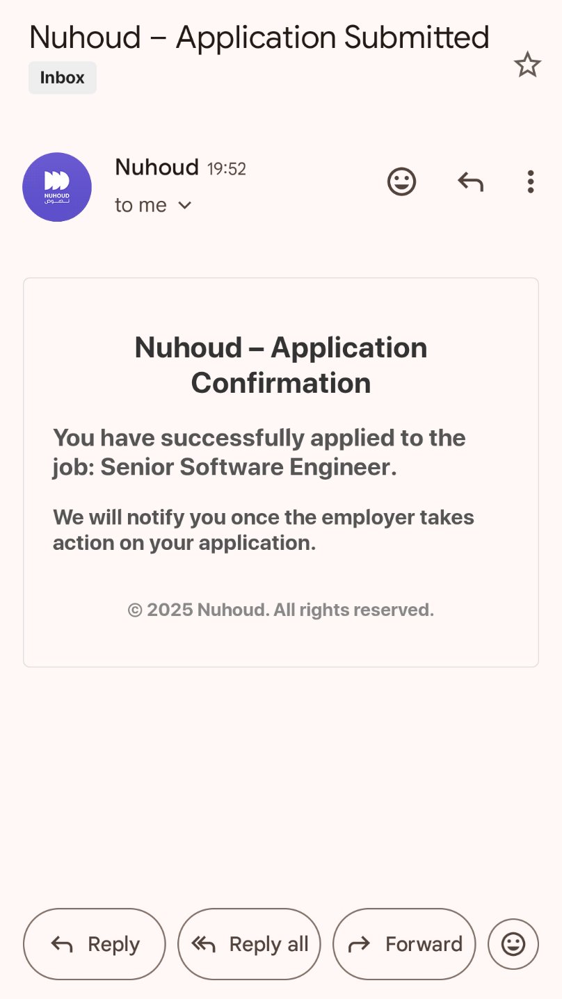 Nuhoud – Application Submitted
Inbox
NUHOUD
نهوض
Nuhoud 19:52
to me
Nuhoud – Application
Confirmation
You have successfully applied to the
job: Senior Software Engineer.
We will notify you once the employer takes
action on your application.
© 2025 Nuhoud. All rights reserved.
Reply
Reply all
Forward